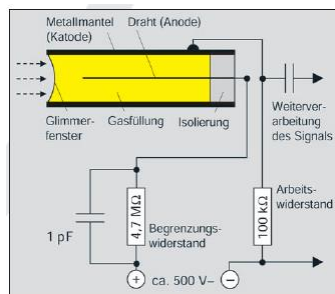 Metallmantel
(Katode)
Draht (Anode)
Glimmer-
fenster
Gasfüllung
Isolierung
Weiterver-
arbeitung
des Signals
1 pF
4,7 MΩ
Begrenzungs-
widerstand
100 kΩ
Arbeits-
widerstand
+ ca. 500 V– −